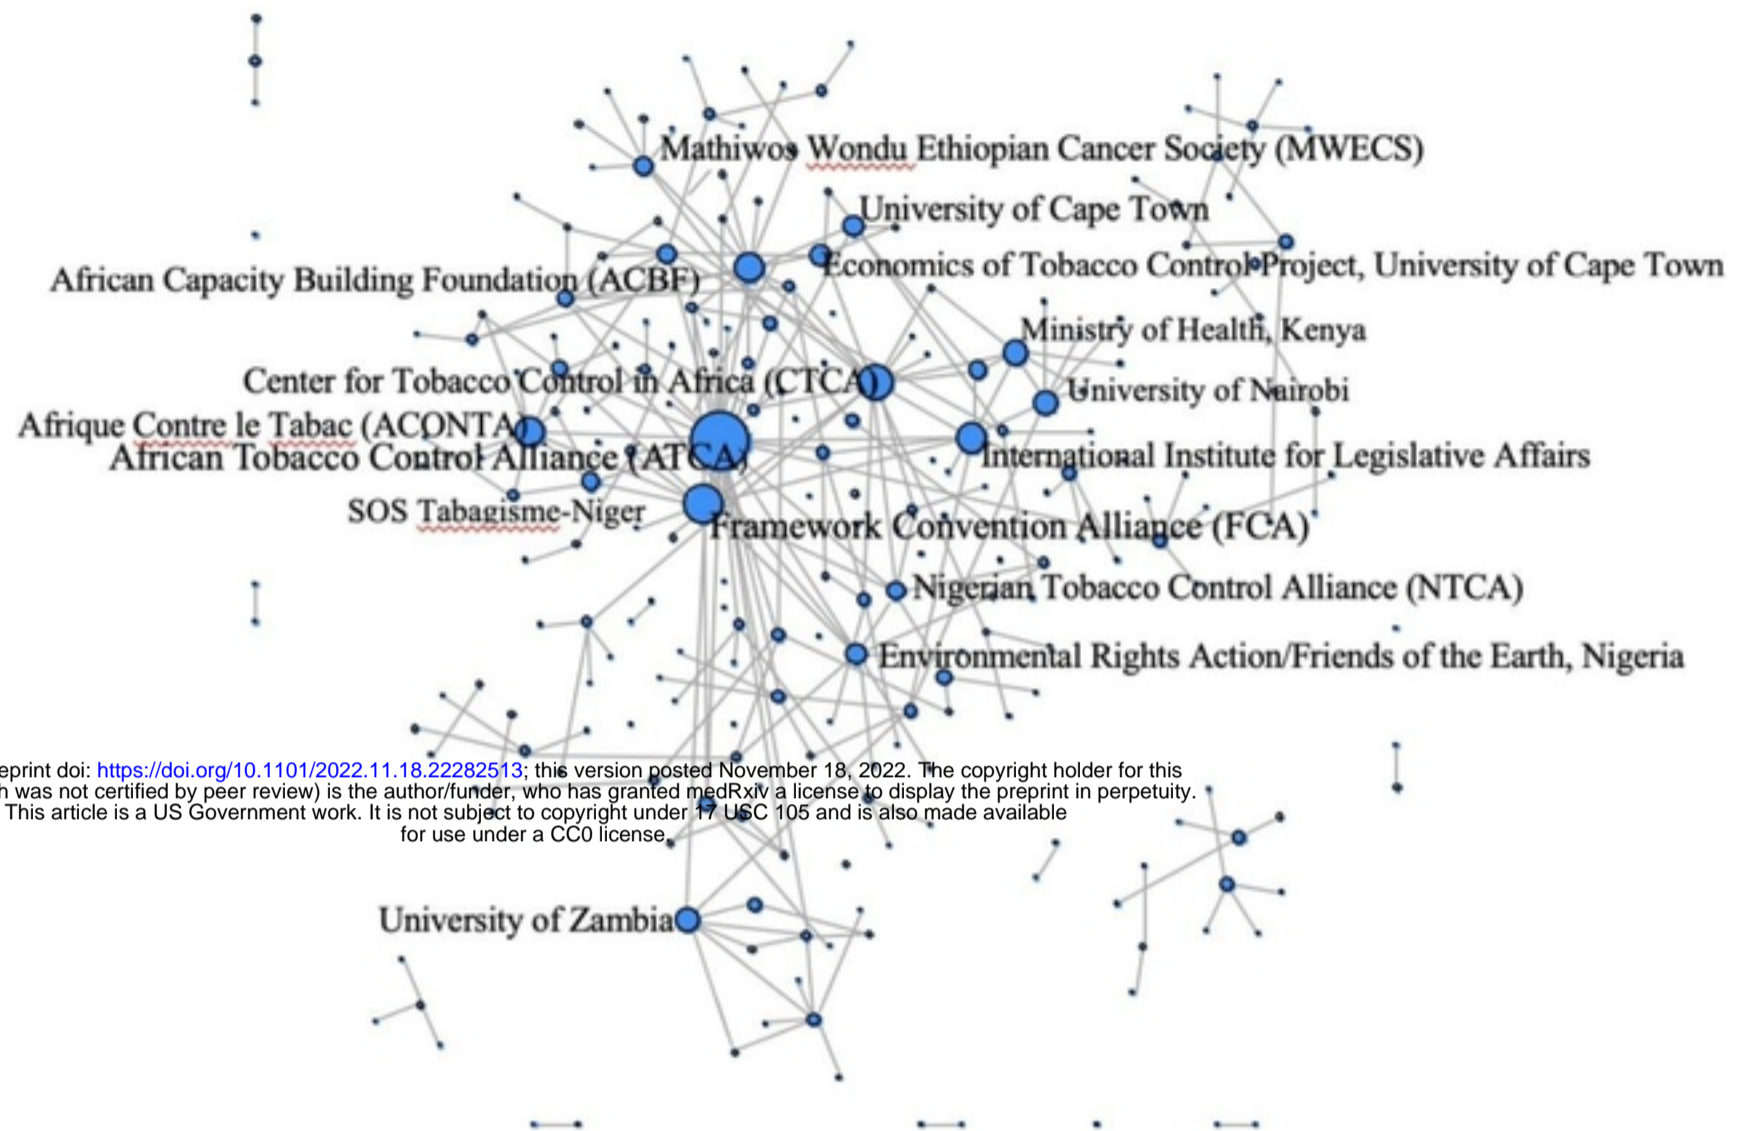 Mathiwos Wondu Ethiopian Cancer Society (MWECS)
University of Cape Town
Economics of Tobacco Control Project, University of Cape Town
African Capacity Building Foundation (ACBF)
Ministry of Health, Kenya
Center for Tobacco Control in Africa (CTCA)
University of Nairobi
Afrique Contre le Tabac (ACONTA)
African Tobacco Control Alliance (ATCA)
International Institute for Legislative Affairs
SOS Tabagisme-Niger
Framework Convention Alliance (FCA)
Nigerian Tobacco Control Alliance (NTCA)
Environmental Rights Action/Friends of the Earth, Nigeria
doi: https://doi.org/10.1101/2022.11.18.22282513; this version posted November 18, 2022. The copyright holder for this
was not certified by peer review) is the author/funder, who has granted medRxiv a license to display the preprint in perpetuity.
This article is a US Government work. It is not subject to copyright under 17 USC 105 and is also made available
for use under a CC0 license.
University of Zambia